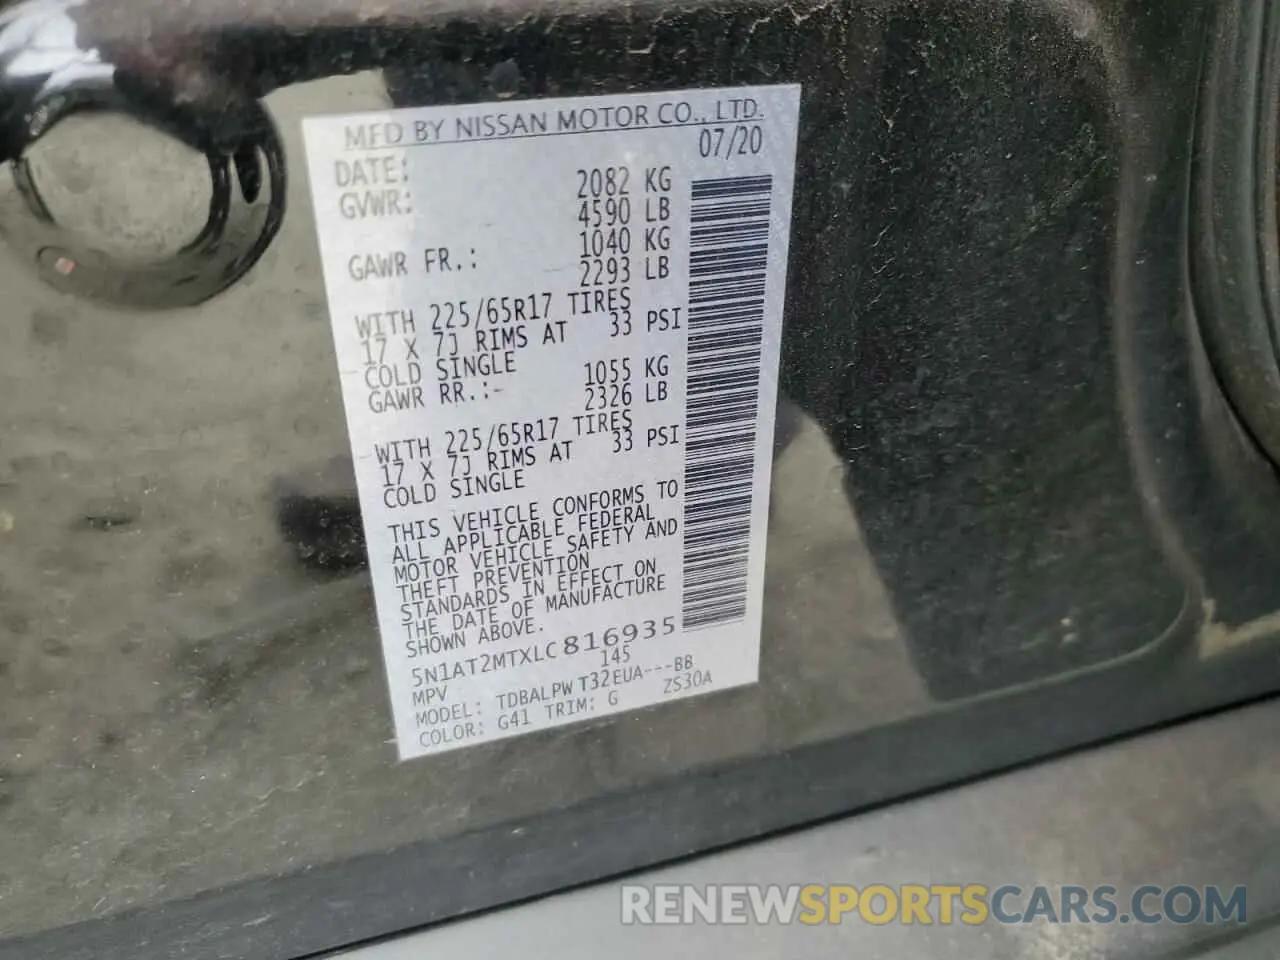 MFD BY NISSAN MOTOR CO., LTD.
DATE: 07/20
GVWR: 2082 KG
4590 LB
GAWR FR.: 1040 KG
2293 LB
WITH 225/65R17 TIRES
17 X 7J RIMS AT 33 PSI
COLD SINGLE
GAWR RR.: 1055 KG
2326 LB
WITH 225/65R17 TIRES
17 X 7J RIMS AT 33 PSI
COLD SINGLE
THIS VEHICLE CONFORMS TO
ALL APPLICABLE FEDERAL
MOTOR VEHICLE SAFETY AND
THEFT PREVENTION
STANDARDS IN EFFECT ON
THE DATE OF MANUFACTURE
SHOWN ABOVE.
5N1AT2MTXLC816935
MPV 145
MODEL: TDBALPW T32EUA---BB
COLOR: G41 TRIM: G ZS30A
RENEWSPORTSCARS.COM